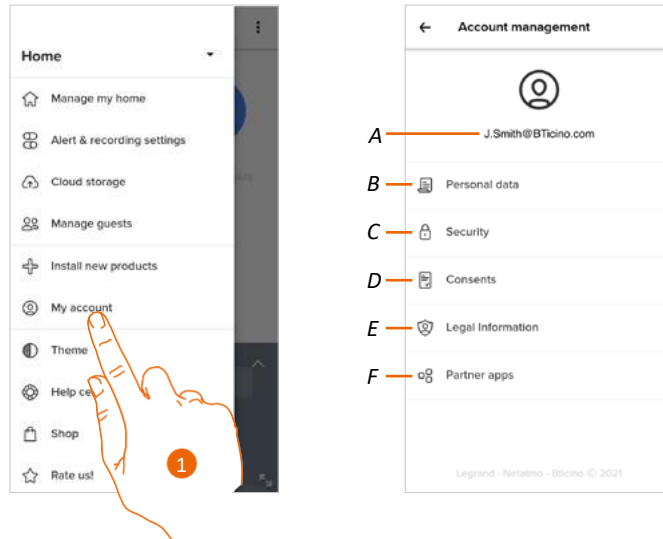 Home
Manage my home
Alert & recording settings
Cloud storage
Manage guests
Install new products
My account
Theme
Help ce
Shop
Rate us!
1
Account management
A
J.Smith@BTicino.com
B
Personal data
C
Security
D
Consents
E
Legal Information
F
Partner apps
Legrand - Netatmo - Bticino © 2021